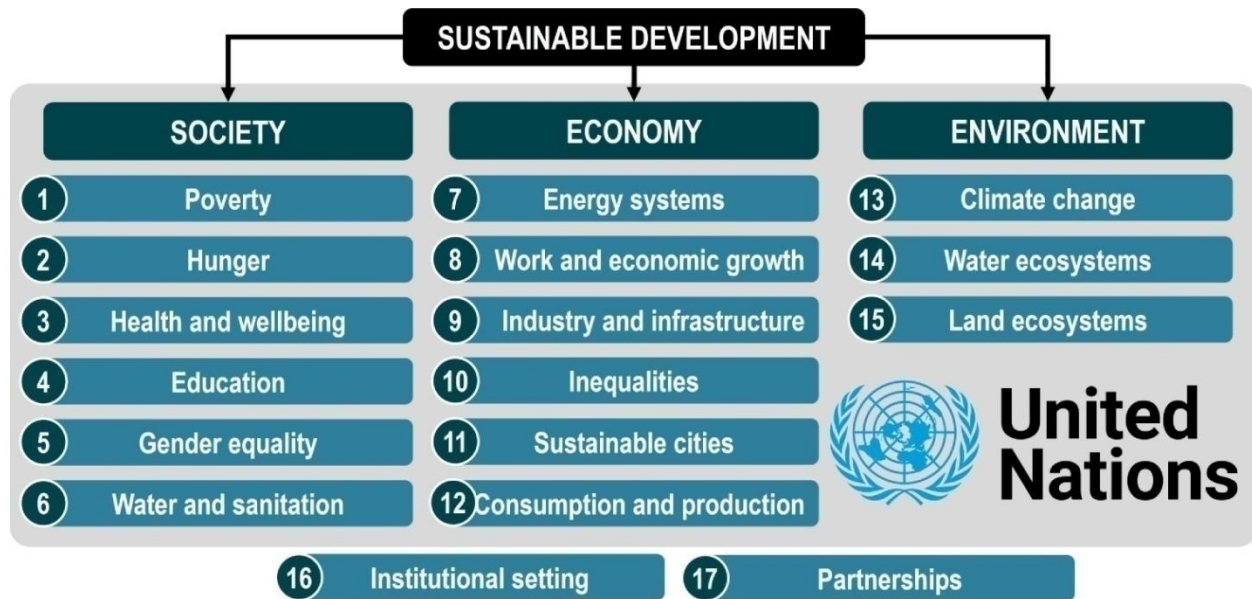 SUSTAINABLE DEVELOPMENT
SOCIETY
1 Poverty
2 Hunger
3 Health and wellbeing
4 Education
5 Gender equality
6 Water and sanitation
ECONOMY
7 Energy systems
8 Work and economic growth
9 Industry and infrastructure
10 Inequalities
11 Sustainable cities
12 Consumption and production
ENVIRONMENT
13 Climate change
14 Water ecosystems
15 Land ecosystems
United
Nations
16 Institutional setting
17 Partnerships